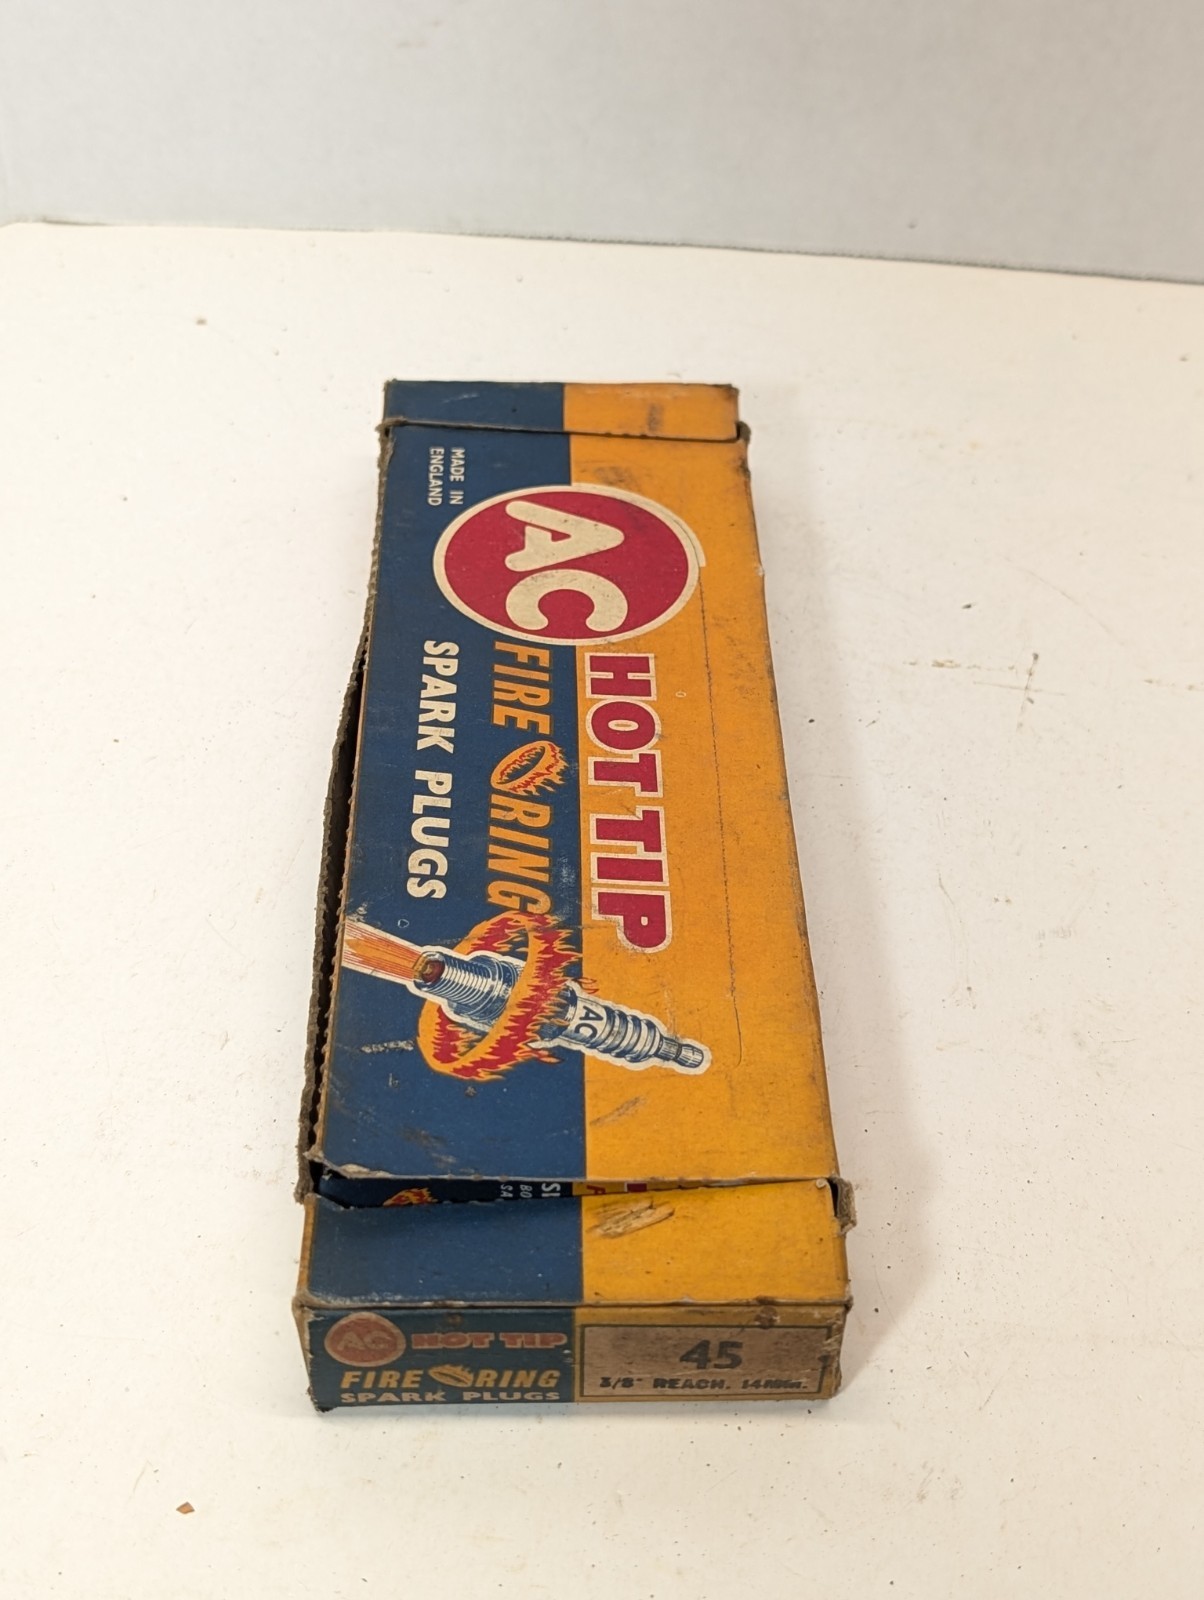 MADE IN
ENGLAND
AC
HOT TIP
FIRE RING
SPARK PLUGS
AC
AC HOT TIP
FIRE RING
SPARK PLUGS
45
3/8" REACH. 14MM.